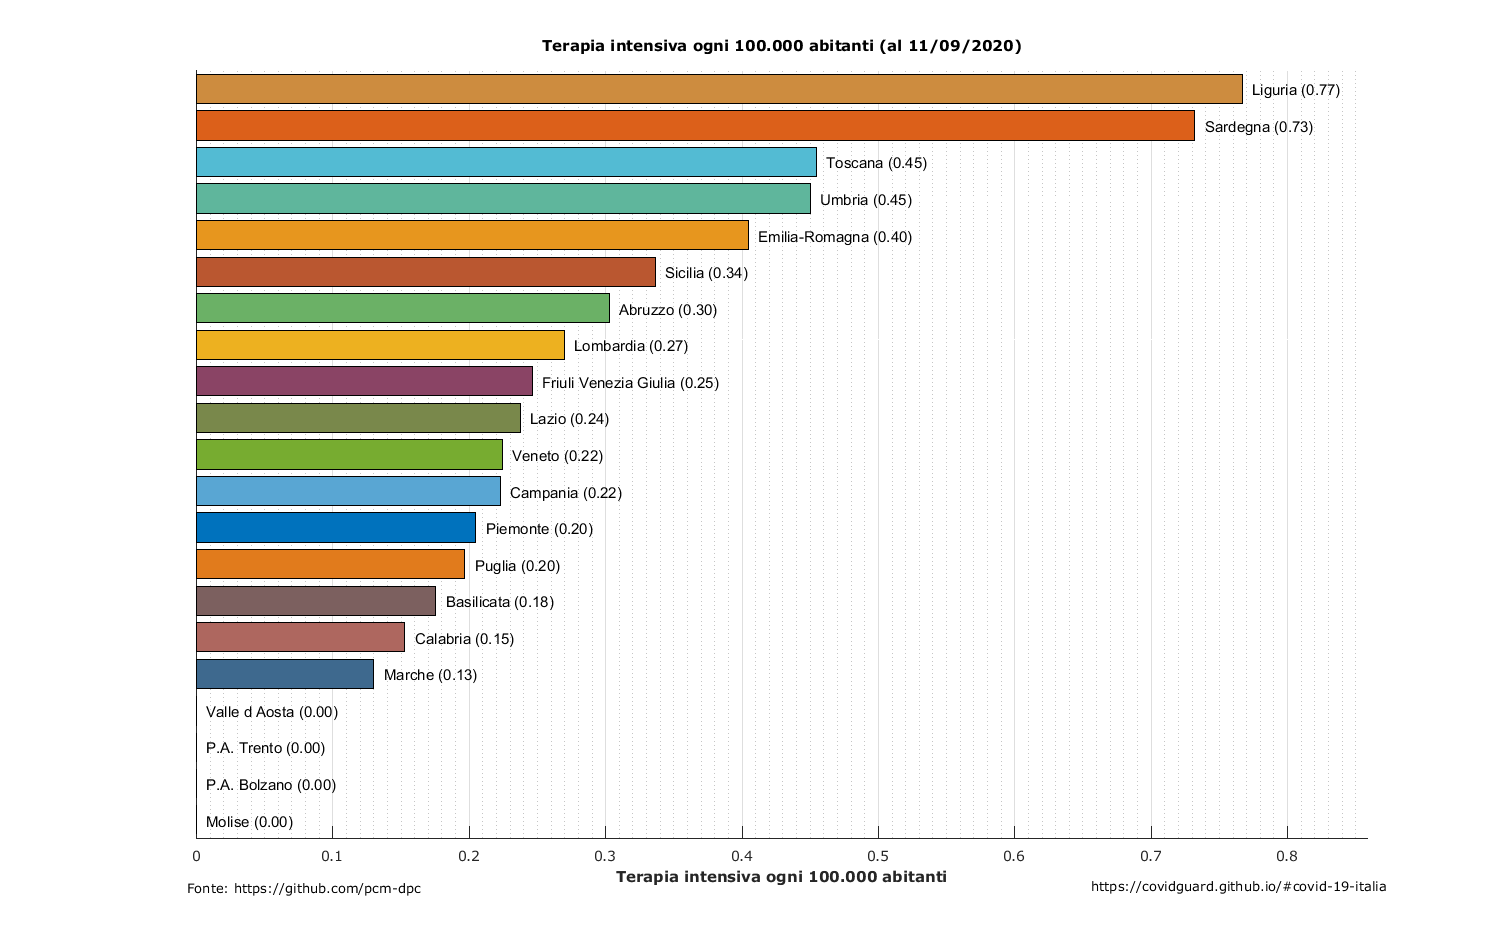 Terapia intensiva ogni 100.000 abitanti (al 11/09/2020)
Liguria (0.77)
Sardegna (0.73)
Toscana (0.45)
Umbria (0.45)
Emilia-Romagna (0.40)
Sicilia (0.34)
Abruzzo (0.30)
Lombardia (0.27)
Friuli Venezia Giulia (0.25)
Lazio (0.24)
Veneto (0.22)
Campania (0.22)
Piemonte (0.20)
Puglia (0.20)
Basilicata (0.18)
Calabria (0.15)
Marche (0.13)
Valle d Aosta (0.00)
P.A. Trento (0.00)
P.A. Bolzano (0.00)
Molise (0.00)
0 0.1 0.2 0.3 0.4 0.5 0.6 0.7 0.8
Terapia intensiva ogni 100.000 abitanti
Fonte: https://github.com/pcm-dpc
https://covidguard.github.io/#covid-19-italia